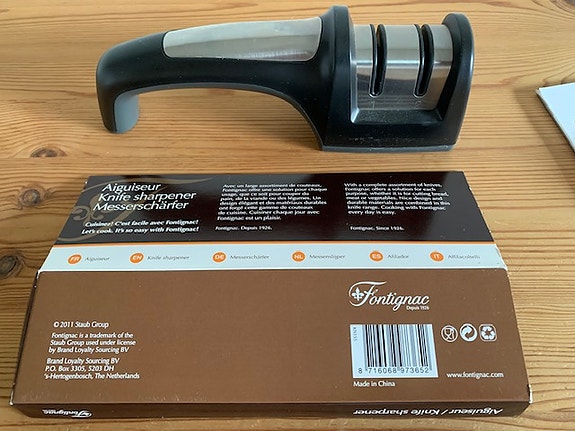 Aiguiseur
Knife sharpener
Messerschärfer
Cuisinez! C'est facile avec Fontignac!
Let's cook. It's so easy with Fontignac!
Avec un large assortiment de couteaux,
Fontignac offre une solution pour chaque
usage, que ce soit pour couper du
pain, de la viande ou des légumes. Un
design élégant et des matériaux durables
ont forgé cette gamme de couteaux
de cuisine. Cuisiner chaque jour avec
Fontignac est un plaisir.
Fontignac. Depuis 1926.
With a complete assortment of knives,
Fontignac offers a solution for each
purpose, whether it is for cutting bread,
meat or vegetables. Nice design and
durable materials are combined in this
knife range. Cooking with Fontignac
every day is easy.
Fontignac. Since 1926.
FR Aiguiseur EN Knife sharpener DE Messerschärfer NL Messenslijper ES Afilador IT Affilacoltelli
Fontignac
Depuis 1926
© 2011 Staub Group
Fontignac is a trademark of the
Staub Group used under license
by Brand Loyalty Sourcing BV
Brand Loyalty Sourcing BV
P.O. Box 3305, 5203 DH
's-Hertogenbosch, The Netherlands
8 716068 973652
Made in China
www.fontignac.com
Fontignac
Aiguiseur / Knife sharpener